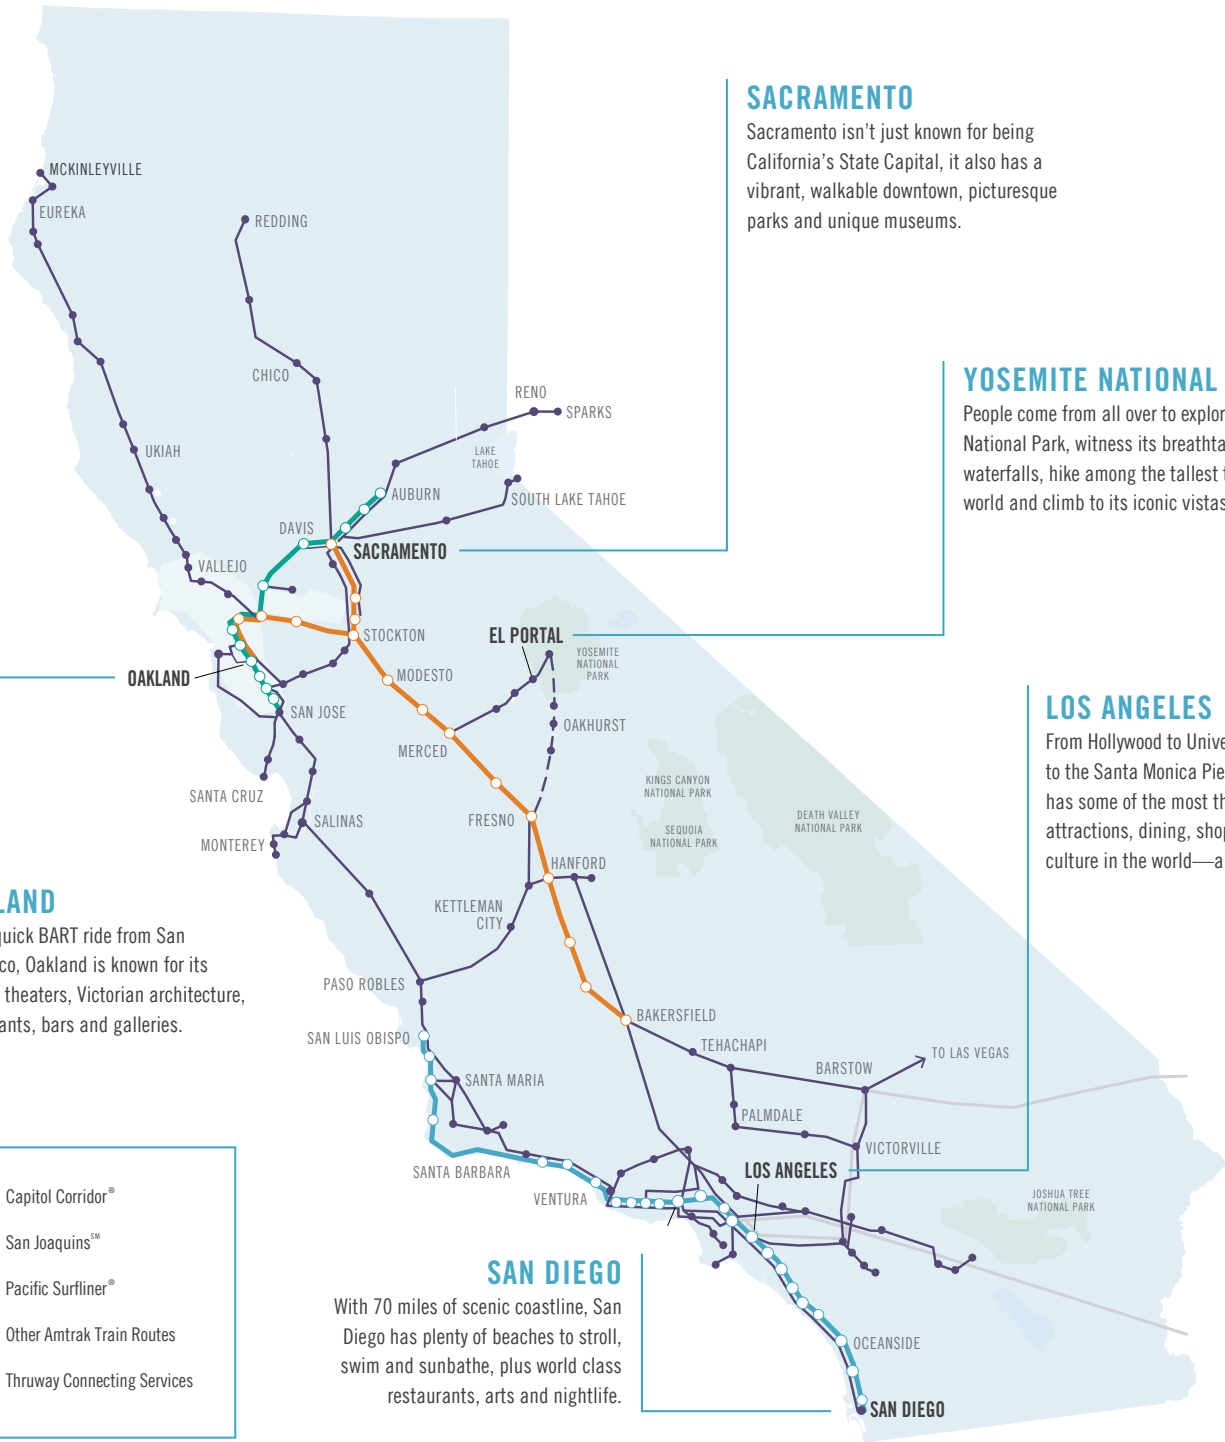 SACRAMENTO
Sacramento isn't just known for being
California's State Capital, it also has a
vibrant, walkable downtown, picturesque
parks and unique museums.
MCKINLEYVILLE
EUREKA
REDDING
CHICO
RENO
SPARKS
UKIAH
LAKE
TAHOE
AUBURN
SOUTH LAKE TAHOE
DAVIS
SACRAMENTO
VALLEJO
YOSEMITE NATIONAL
People come from all over to explor
National Park, witness its breathta
waterfalls, hike among the tallest t
world and climb to its iconic vistas
STOCKTON
EL PORTAL
YOSEMITE
NATIONAL
PARK
OAKLAND
MODESTO
SAN JOSE
OAKHURST
MERCED
SANTA CRUZ
SALINAS
FRESNO
MONTEREY
KINGS CANYON
NATIONAL PARK
SEQUOIA
NATIONAL PARK
DEATH VALLEY
NATIONAL PARK
LOS ANGELES
From Hollywood to Unive
to the Santa Monica Pie
has some of the most th
attractions, dining, shop
culture in the world—a
HANFORD
KETTLEMAN
CITY
LAND
quick BART ride from San
co, Oakland is known for its
theaters, Victorian architecture,
ants, bars and galleries.
PASO ROBLES
SAN LUIS OBISPO
BAKERSFIELD
TEHACHAPI
BARSTOW
TO LAS VEGAS
SANTA MARIA
PALMDALE
VICTORVILLE
SANTA BARBARA
LOS ANGELES
VENTURA
JOSHUA TREE
NATIONAL PARK
Capitol Corridor®
San Joaquins℠
Pacific Surfliner®
Other Amtrak Train Routes
Thruway Connecting Services
SAN DIEGO
With 70 miles of scenic coastline, San
Diego has plenty of beaches to stroll,
swim and sunbathe, plus world class
restaurants, arts and nightlife.
OCEANSIDE
SAN DIEGO